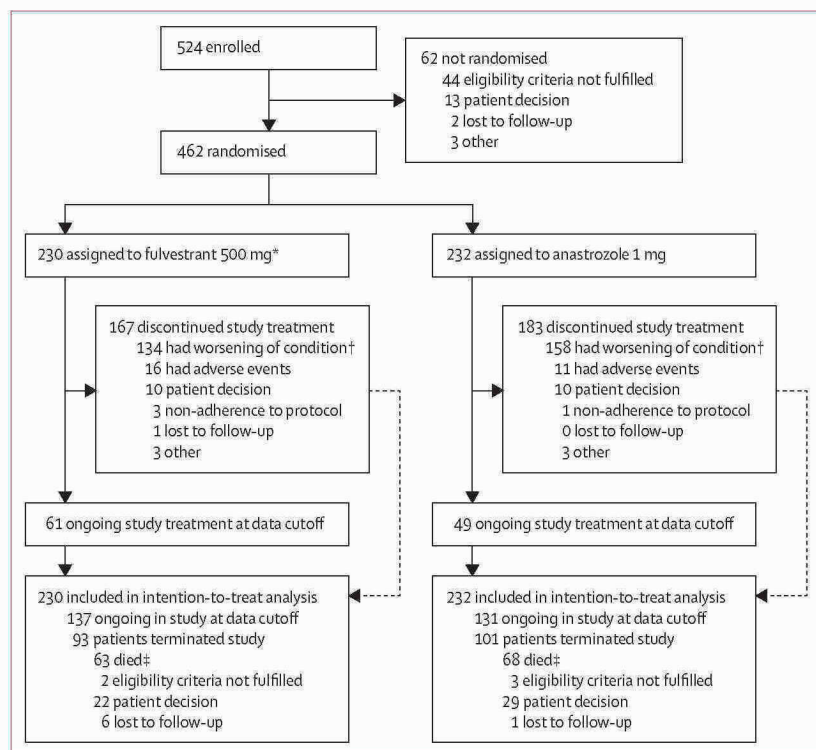 524 enrolled
62 not randomised
44 eligibility criteria not fulfilled
13 patient decision
2 lost to follow-up
3 other
462 randomised
230 assigned to fulvestrant 500 mg*
232 assigned to anastrozole 1 mg
167 discontinued study treatment
134 had worsening of condition†
16 had adverse events
10 patient decision
3 non-adherence to protocol
1 lost to follow-up
3 other
183 discontinued study treatment
158 had worsening of condition†
11 had adverse events
10 patient decision
1 non-adherence to protocol
0 lost to follow-up
3 other
61 ongoing study treatment at data cutoff
49 ongoing study treatment at data cutoff
230 included in intention-to-treat analysis
137 ongoing in study at data cutoff
93 patients terminated study
63 died‡
2 eligibility criteria not fulfilled
22 patient decision
6 lost to follow-up
232 included in intention-to-treat analysis
131 ongoing in study at data cutoff
101 patients terminated study
68 died‡
3 eligibility criteria not fulfilled
29 patient decision
1 lost to follow-up